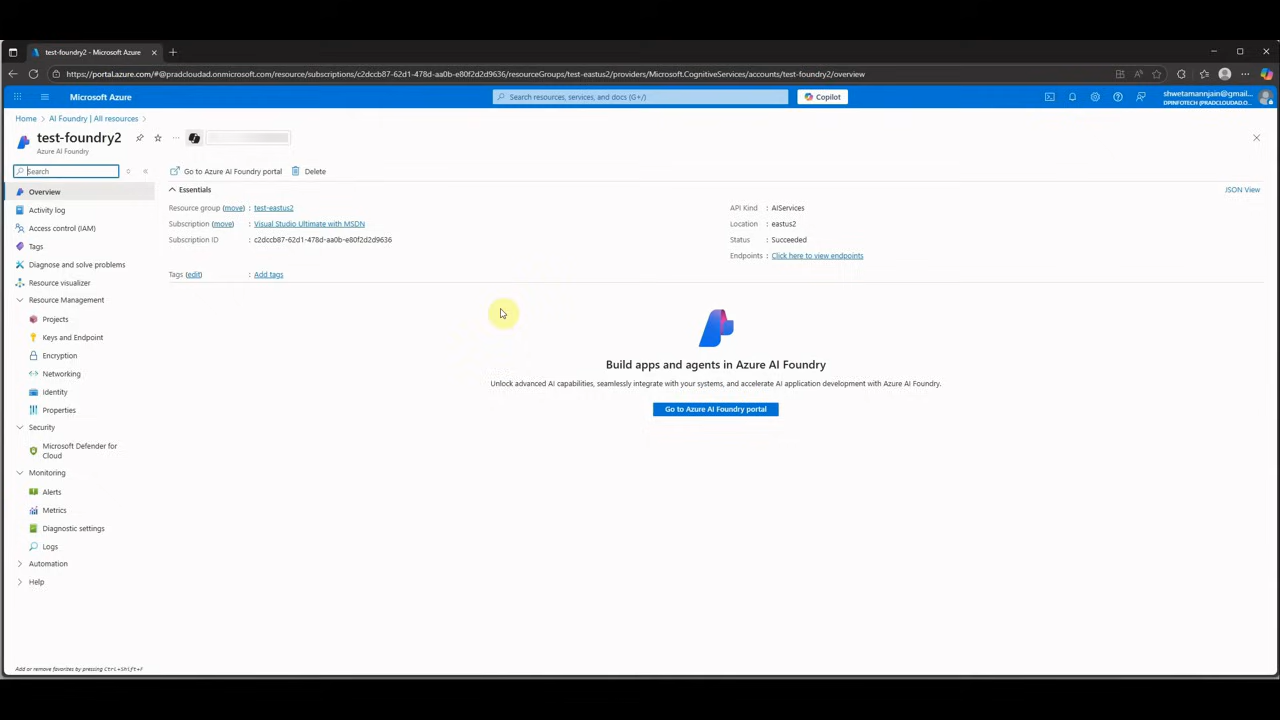 test-foundry2 - Microsoft Azure
https://portal.azure.com/#@pradcloudad.onmicrosoft.com/resource/subscriptions/c2dccb87-62d1-478d-aa0b-e80f2d2d9636/resourceGroups/test-eastus2/providers/Microsoft.CognitiveServices/accounts/test-foundry2/overview
Microsoft Azure
Search resources, services, and docs (G+/)
Copilot
shwetamannjain@gmail...
DPINFOTECH (PRADCLOUDAD.O...
Home > AI Foundry | All resources >
test-foundry2
Azure AI Foundry
Search
Go to Azure AI Foundry portal
Delete
Overview
Activity log
Access control (IAM)
Tags
Diagnose and solve problems
Resource visualizer
Resource Management
Projects
Keys and Endpoint
Encryption
Networking
Identity
Properties
Security
Microsoft Defender for
Cloud
Monitoring
Alerts
Metrics
Diagnostic settings
Logs
Automation
Help
Add or remove favorites by pressing Ctrl+Shift+F
Essentials
JSON View
Resource group (move) : test-eastus2
Subscription (move) : Visual Studio Ultimate with MSDN
Subscription ID : c2dccb87-62d1-478d-aa0b-e80f2d2d9636
Tags (edit) : Add tags
API Kind : AIServices
Location : eastus2
Status : Succeeded
Endpoints : Click here to view endpoints
Build apps and agents in Azure AI Foundry
Unlock advanced AI capabilities, seamlessly integrate with your systems, and accelerate AI application development with Azure AI Foundry.
Go to Azure AI Foundry portal